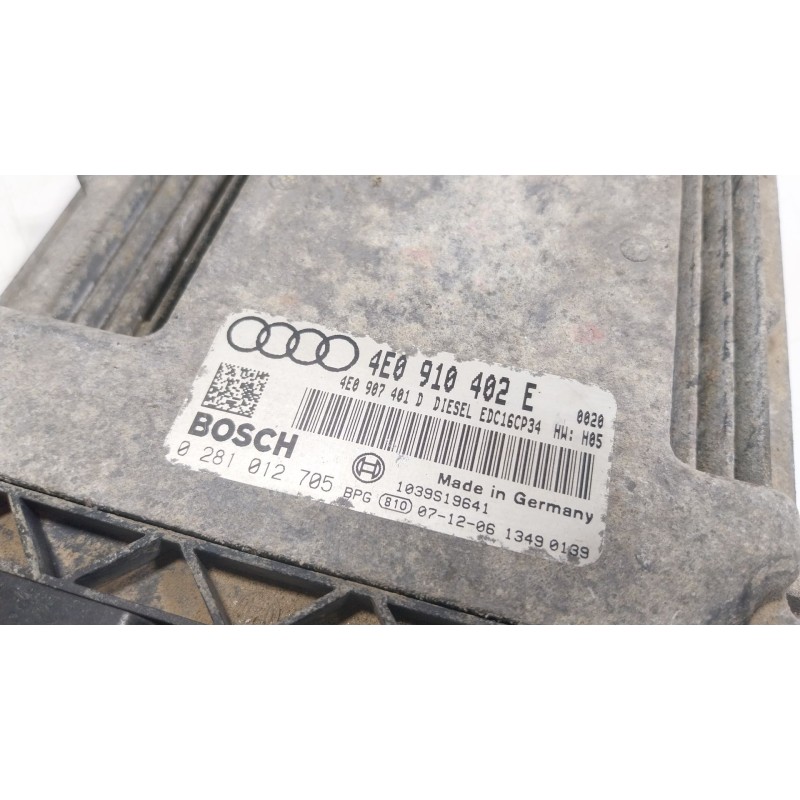 4E0 910 402 E
4E0 907 401 D DIESEL EDC16CP34 0020
HW: H05
BOSCH
0 281 012 705
Made in Germany
1039S19641
BPG 810 07-12-06 1349 0139